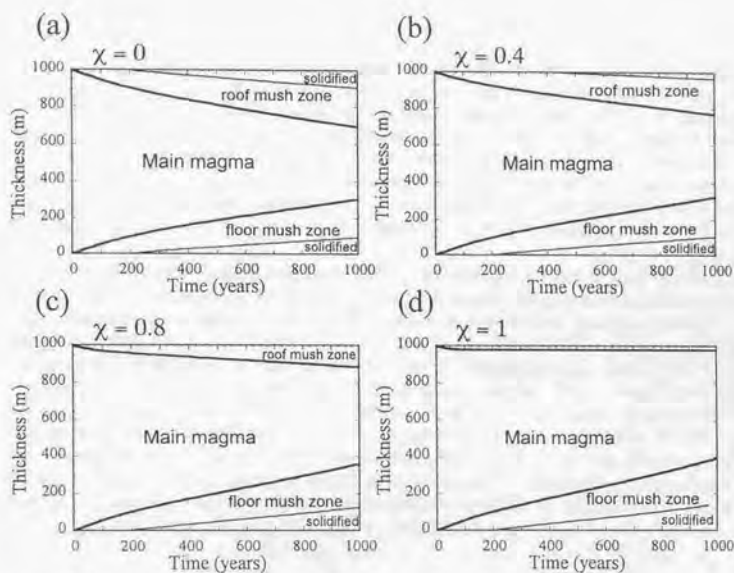 (a)
χ = 0
1000
800
600
400
200
0
Thickness (m)
solidified
roof mush zone
Main magma
floor mush zone
solidified
0 200 400 600 800 1000
Time (years)
(b)
χ = 0.4
1000
800
600
400
200
0
Thickness (m)
solidified
roof mush zone
Main magma
floor mush zone
solidified
0 200 400 600 800 1000
Time (years)
(c)
χ = 0.8
1000
800
600
400
200
0
Thickness (m)
roof mush zone
Main magma
floor mush zone
solidified
0 200 400 600 800 1000
Time (years)
(d)
χ = 1
1000
800
600
400
200
0
Thickness (m)
Main magma
floor mush zone
solidified
0 200 400 600 800 1000
Time (years)